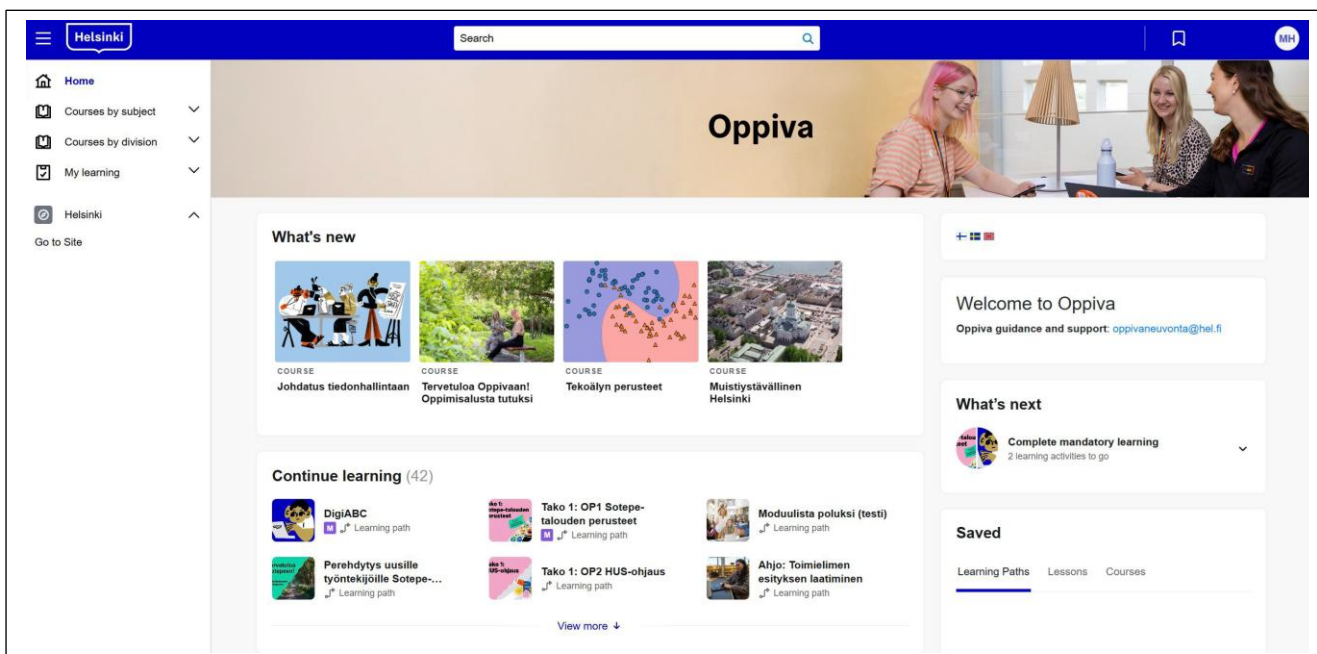 Helsinki
Search
MH
Home
Courses by subject
Courses by division
My learning
Helsinki
Go to Site
Oppiva
What's new
COURSE
Johdatus tiedonhallintaan
COURSE
Tervetuloa Oppivaan!
Oppimisalusta tutuksi
COURSE
Tekoälyn perusteet
COURSE
Muistiystävällinen
Helsinki
Continue learning (42)
DigiABC
M Learning path
Tako 1: OP1 Sotepe-
talouden perusteet
M Learning path
Moduulista poluksi (testi)
Learning path
Perehdytys uusille
työntekijöille Sotepe-...
Learning path
Tako 1: OP2 HUS-ohjaus
Learning path
Ahjo: Toimielimen
esityksen laatiminen
Learning path
View more
Welcome to Oppiva
Oppiva guidance and support: oppivaneuvonta@hel.fi
What's next
Complete mandatory learning
2 learning activities to go
Saved
Learning Paths Lessons Courses